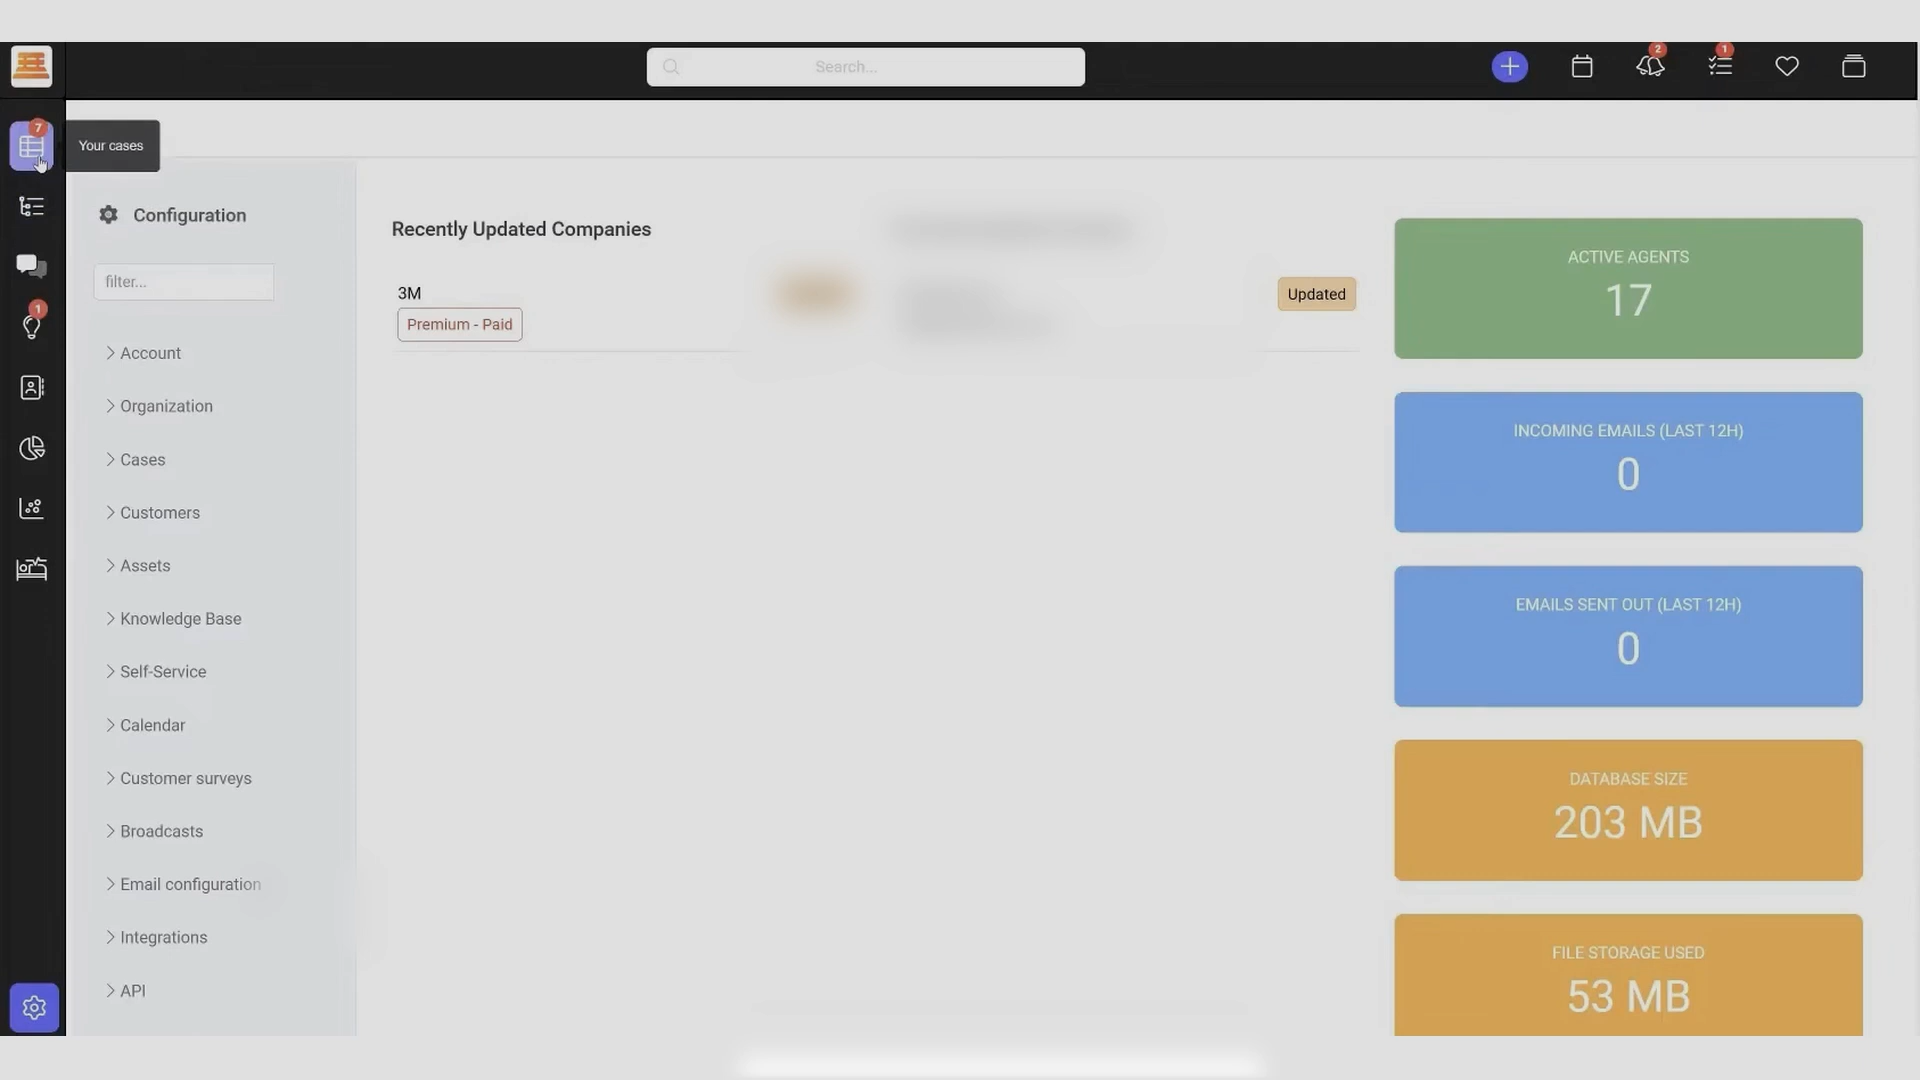 Search...
2
1
7
Your cases
Configuration
filter...
1
Account
Organization
Cases
Customers
Assets
Knowledge Base
Self-Service
Calendar
Customer surveys
Broadcasts
Email configuration
Integrations
API
Recently Updated Companies
3M
Premium - Paid
Updated
ACTIVE AGENTS
17
INCOMING EMAILS (LAST 12H)
0
EMAILS SENT OUT (LAST 12H)
0
DATABASE SIZE
203 MB
FILE STORAGE USED
53 MB